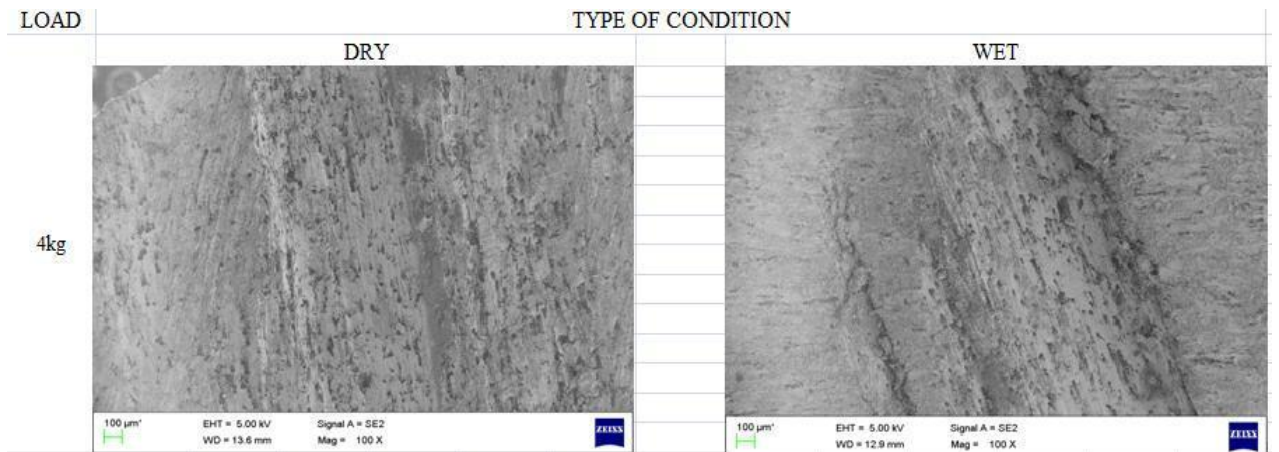 LOAD TYPE OF CONDITION
DRY WET
4kg
100 µm* EHT = 5.00 kV Signal A = SE2 ZEISS
WD = 13.6 mm Mag = 100 X
100 µm* EHT = 5.00 kV Signal A = SE2 ZEISS
WD = 12.9 mm Mag = 100 X